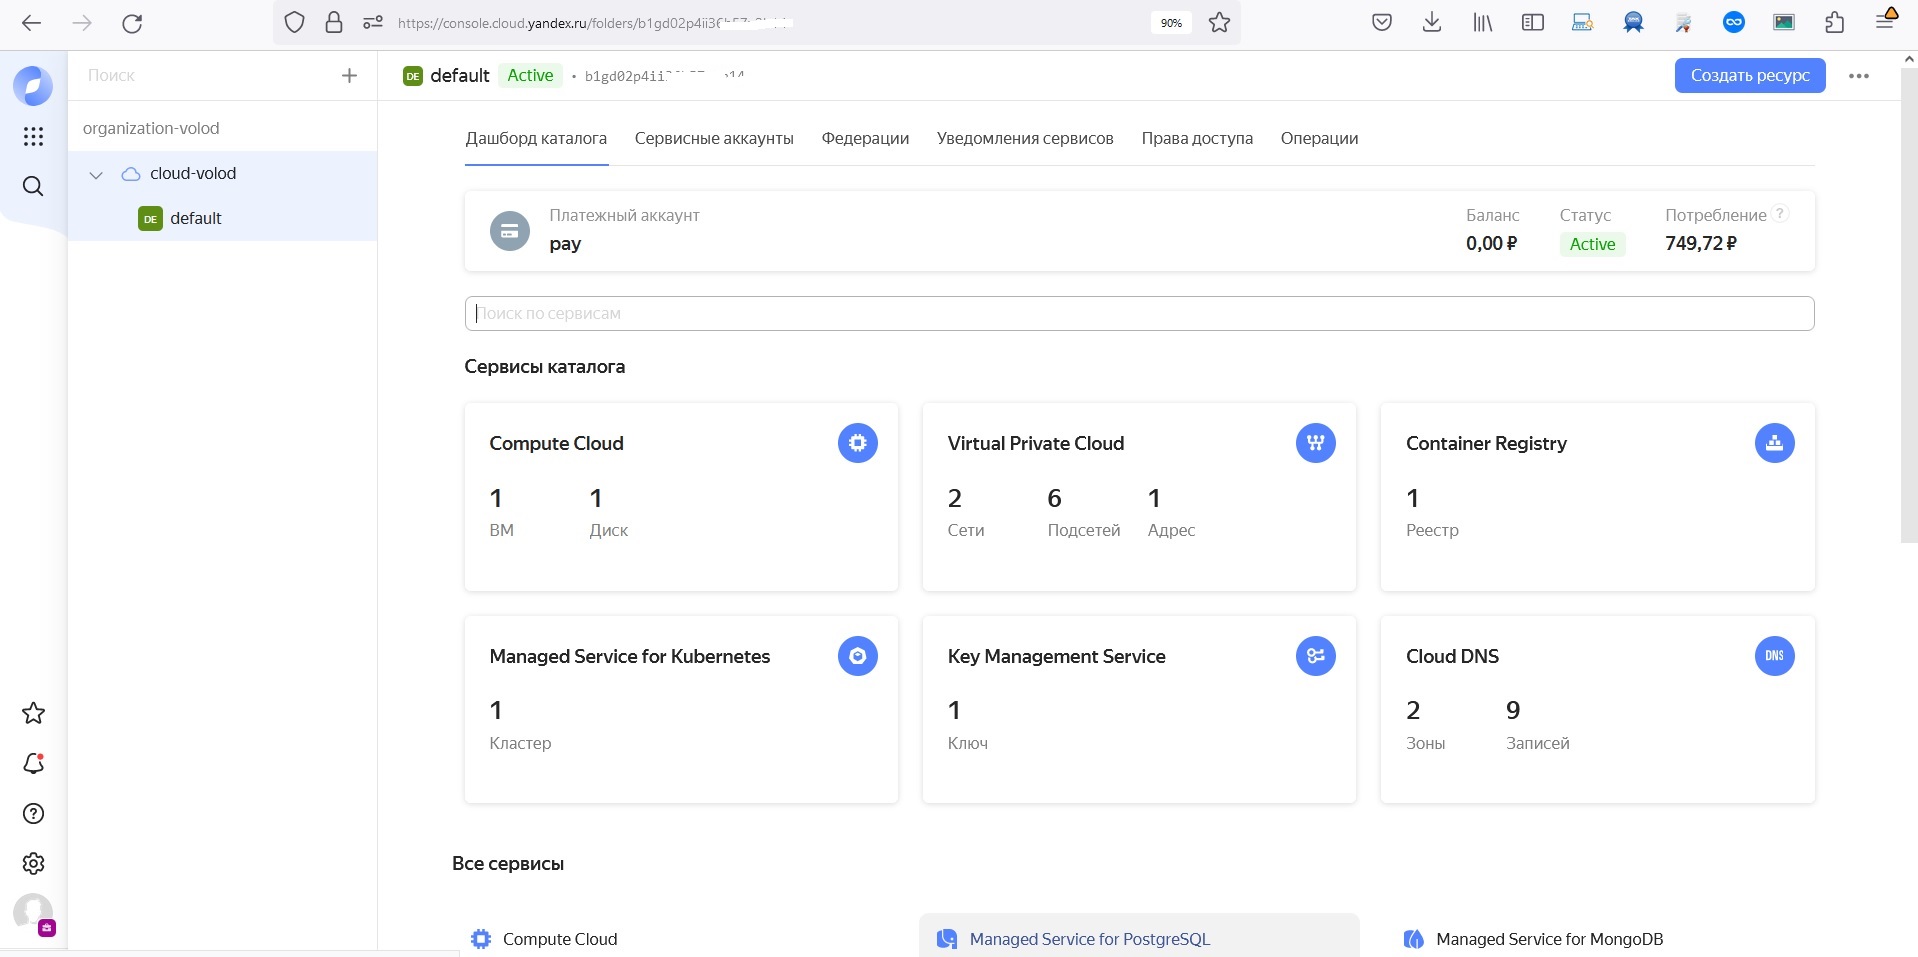 https://console.cloud.yandex.ru/folders/b1gd02p4ii36
90%
Поиск
DE default Active • b1gd02p4ii
Создать ресурс
organization-volod
cloud-volod
DE default
Дашборд каталога Сервисные аккаунты Федерации Уведомления сервисов Права доступа Операции
Платежный аккаунт
pay
Баланс Статус Потребление ?
0,00 ₽ Active 749,72 ₽
Поиск по сервисам
Сервисы каталога
Compute Cloud
1 1
ВМ Диск
Virtual Private Cloud
2 6 1
Сети Подсетей Адрес
Container Registry
1
Реестр
Managed Service for Kubernetes
1
Кластер
Key Management Service
1
Ключ
Cloud DNS
DNS
2 9
Зоны Записей
Все сервисы
Compute Cloud Managed Service for PostgreSQL Managed Service for MongoDB